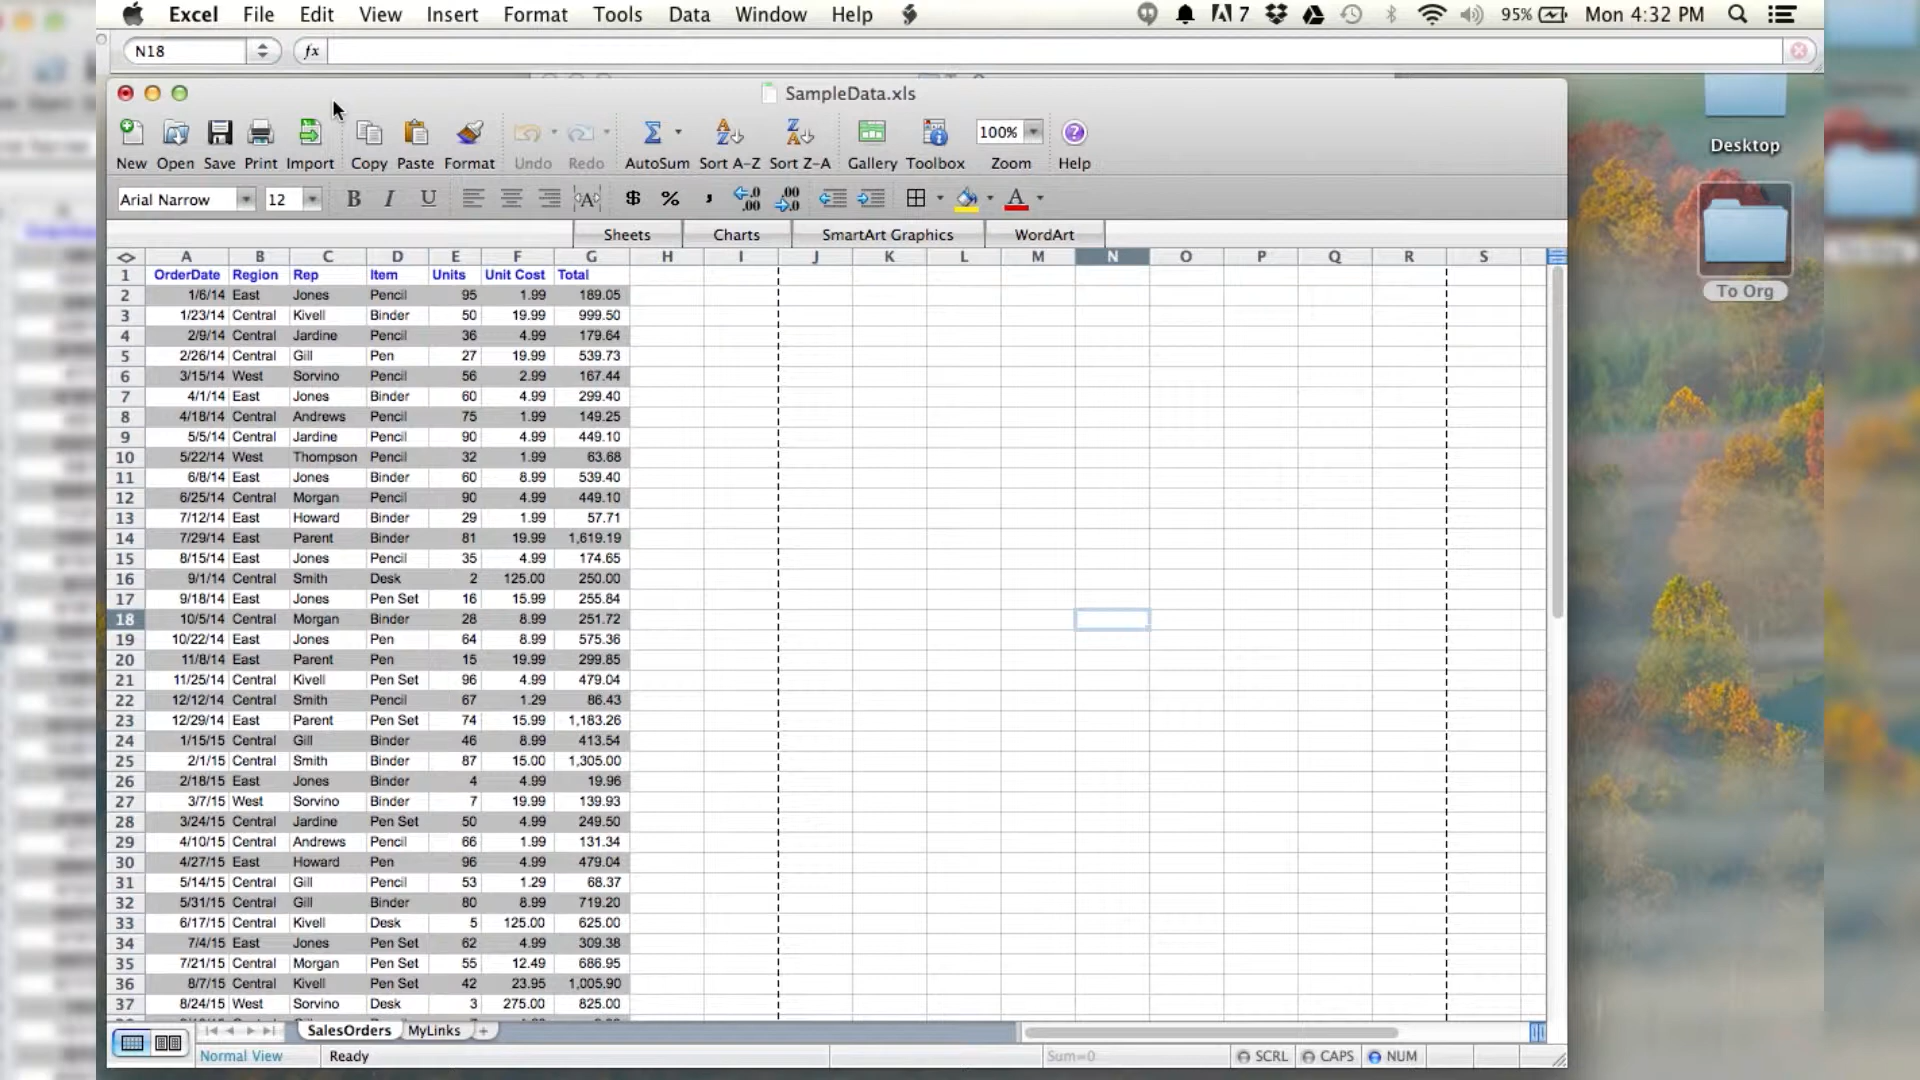 Excel File Edit View Insert Format Tools Data Window Help 7 95% Mon 4:32 PM
N18 fx
SampleData.xls
New Open Save Print Import Copy Paste Format Undo Redo AutoSum Sort A-Z Sort Z-A Gallery Toolbox 100% Zoom Help
Arial Narrow 12 B I U A $ % , .0 .00 .00 .0 A
Sheets Charts SmartArt Graphics WordArt
A B C D E F G H I J K L M N O P Q R S
1 OrderDate Region Rep Item Units Unit Cost Total
2 1/6/14 East Jones Pencil 95 1.99 189.05
3 1/23/14 Central Kivell Binder 50 19.99 999.50
4 2/9/14 Central Jardine Pencil 36 4.99 179.64
5 2/26/14 Central Gill Pen 27 19.99 539.73
6 3/15/14 West Sorvino Pencil 56 2.99 167.44
7 4/1/14 East Jones Binder 60 4.99 299.40
8 4/18/14 Central Andrews Pencil 75 1.99 149.25
9 5/5/14 Central Jardine Pencil 90 4.99 449.10
10 5/22/14 West Thompson Pencil 32 1.99 63.68
11 6/8/14 East Jones Binder 60 8.99 539.40
12 6/25/14 Central Morgan Pencil 90 4.99 449.10
13 7/12/14 East Howard Binder 29 1.99 57.71
14 7/29/14 East Parent Binder 81 19.99 1,619.19
15 8/15/14 East Jones Pencil 35 4.99 174.65
16 9/1/14 Central Smith Desk 2 125.00 250.00
17 9/18/14 East Jones Pen Set 16 15.99 255.84
18 10/5/14 Central Morgan Binder 28 8.99 251.72
19 10/22/14 East Jones Pen 64 8.99 575.36
20 11/8/14 East Parent Pen 15 19.99 299.85
21 11/25/14 Central Kivell Pen Set 96 4.99 479.04
22 12/12/14 Central Smith Pencil 67 1.29 86.43
23 12/29/14 East Parent Pen Set 74 15.99 1,183.26
24 1/15/15 Central Gill Binder 46 8.99 413.54
25 2/1/15 Central Smith Binder 87 15.00 1,305.00
26 2/18/15 East Jones Binder 4 4.99 19.96
27 3/7/15 West Sorvino Binder 7 19.99 139.93
28 3/24/15 Central Jardine Pen Set 50 4.99 249.50
29 4/10/15 Central Andrews Pencil 66 1.99 131.34
30 4/27/15 East Howard Pen 96 4.99 479.04
31 5/14/15 Central Gill Pencil 53 1.29 68.37
32 5/31/15 Central Gill Binder 80 8.99 719.20
33 6/17/15 Central Kivell Desk 5 125.00 625.00
34 7/4/15 East Jones Pen Set 62 4.99 309.38
35 7/21/15 Central Morgan Pen Set 55 12.49 686.95
36 8/7/15 Central Kivell Pen Set 42 23.95 1,005.90
37 8/24/15 West Sorvino Desk 3 275.00 825.00
SalesOrders MyLinks +
Normal View Ready Sum=0 SCRL CAPS NUM
Desktop
To Org